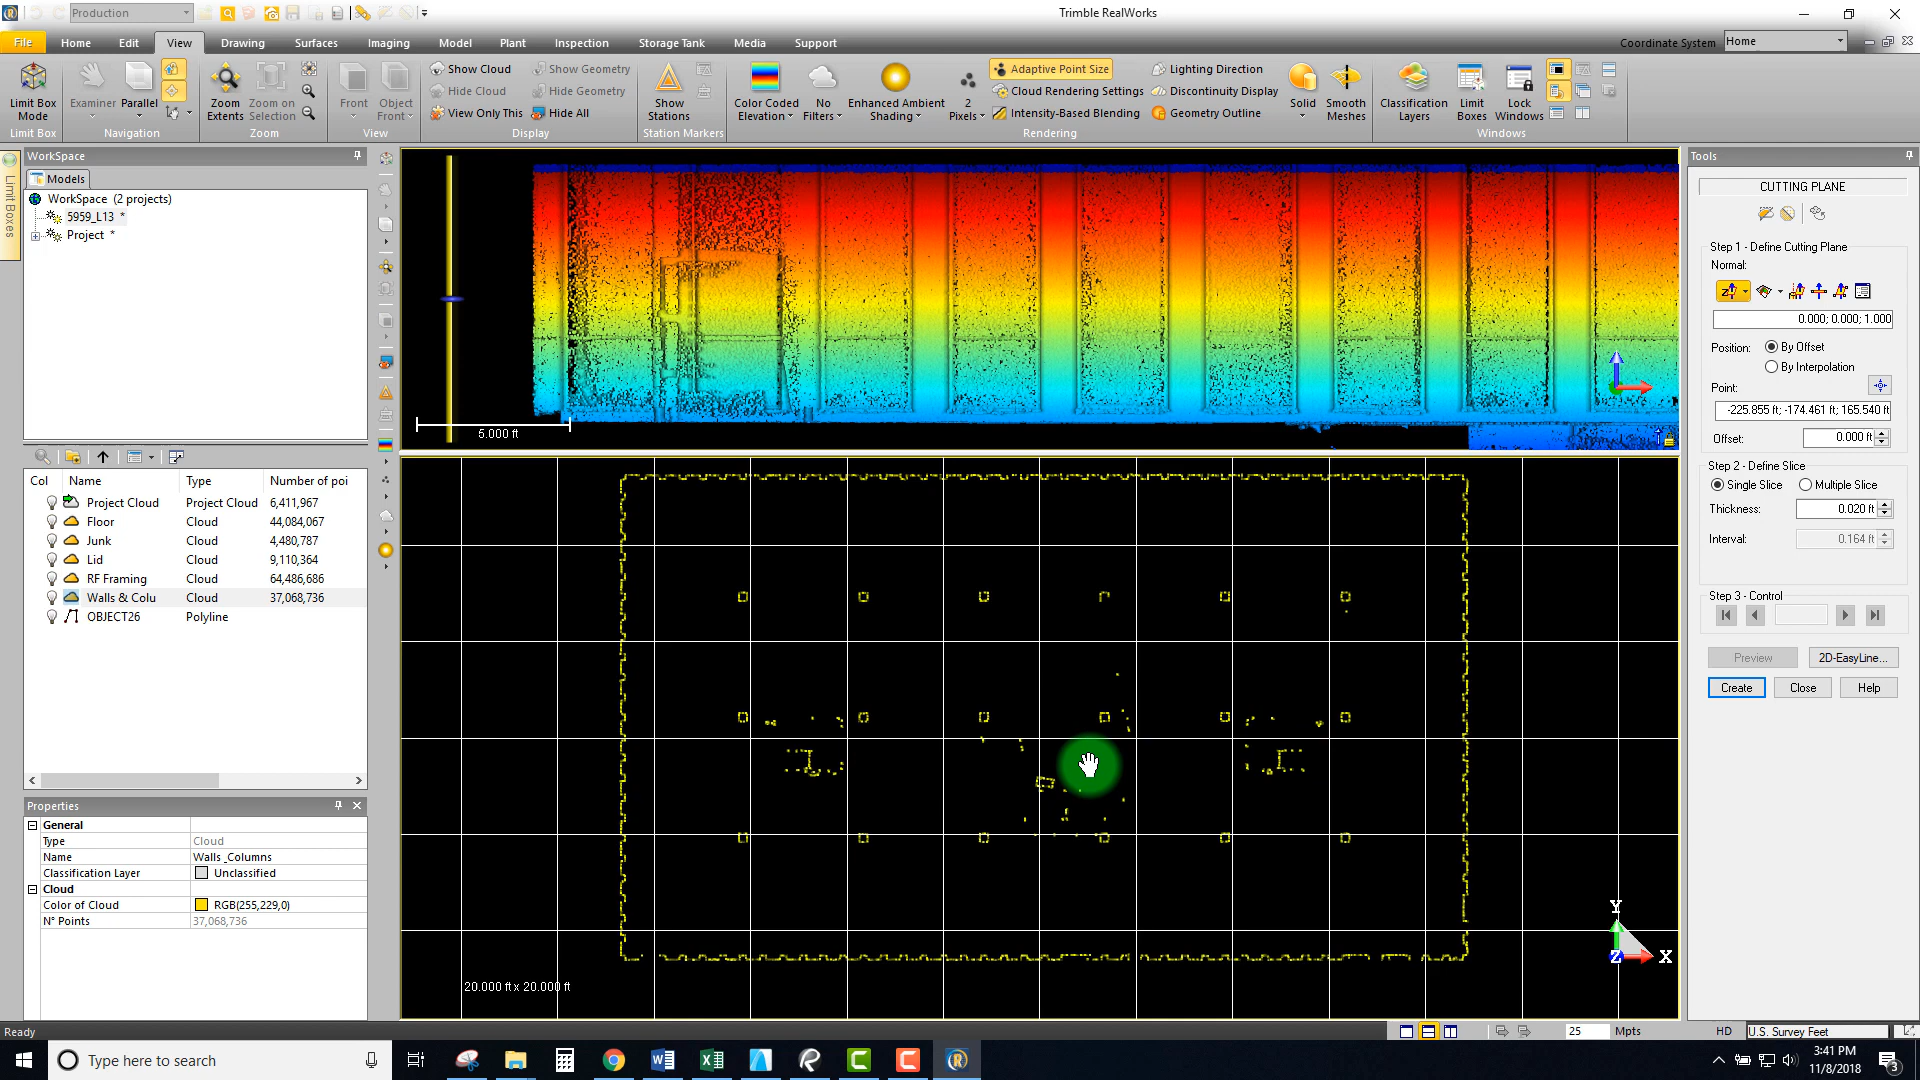 Production
Trimble RealWorks
File
Home
Edit
View
Drawing
Surfaces
Imaging
Model
Plant
Inspection
Storage Tank
Media
Support
Coordinate System
Home
Limit Box
Mode
Examiner
Parallel
Zoom
Extents
Zoom on
Selection
Front
Object
Front
Show Cloud
Hide Cloud
View Only This
Show Geometry
Hide Geometry
Hide All
Show
Stations
Color Coded
Elevation
No
Filters
Enhanced Ambient
Shading
2
Pixels
Adaptive Point Size
Cloud Rendering Settings
Intensity-Based Blending
Lighting Direction
Discontinuity Display
Geometry Outline
Solid
Smooth
Meshes
Classification
Layers
Limit
Boxes
Lock
Windows
Limit Box
Navigation
Zoom
View
Display
Station Markers
Rendering
Windows
Limit Boxes
WorkSpace
Models
WorkSpace (2 projects)
5959_L13 *
Project *
Col
Name
Type
Number of poi
Project Cloud Project Cloud 6,411,967
Floor Cloud 44,084,067
Junk Cloud 4,480,787
Lid Cloud 9,110,364
RF Framing Cloud 64,486,686
Walls & Colu Cloud 37,068,736
OBJECT26 Polyline
Properties
General
Type Cloud
Name Walls _Columns
Classification Layer Unclassified
Cloud
Color of Cloud RGB(255,229,0)
N° Points 37,068,736
5.000 ft
20.000 ft x 20.000 ft
Y
Z
X
Tools
CUTTING PLANE
Step 1 - Define Cutting Plane
Normal:
Z
0.000; 0.000; 1.000
Position:
By Offset
By Interpolation
Point:
-225.855 ft; -174.461 ft; 165.540 ft
Offset:
0.000 ft
Step 2 - Define Slice
Single Slice
Multiple Slice
Thickness:
0.020 ft
Interval:
0.164 ft
Step 3 - Control
Preview
2D-EasyLine...
Create
Close
Help
Ready
25
Mpts
HD
U.S. Survey Feet
Type here to search
3:41 PM
11/8/2018
3